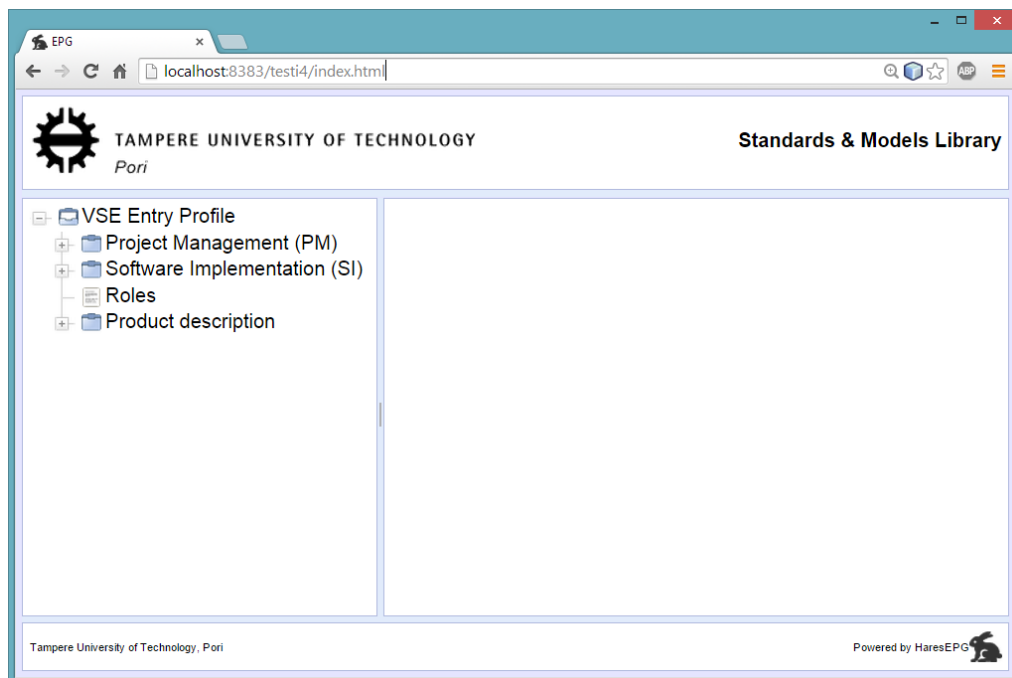 EPG
localhost:8383/testi4/index.html
ABP
TAMPERE UNIVERSITY OF TECHNOLOGY
Pori
Standards & Models Library
VSE Entry Profile
Project Management (PM)
Software Implementation (SI)
Roles
Product description
Tampere University of Technology, Pori
Powered by HaresEPG